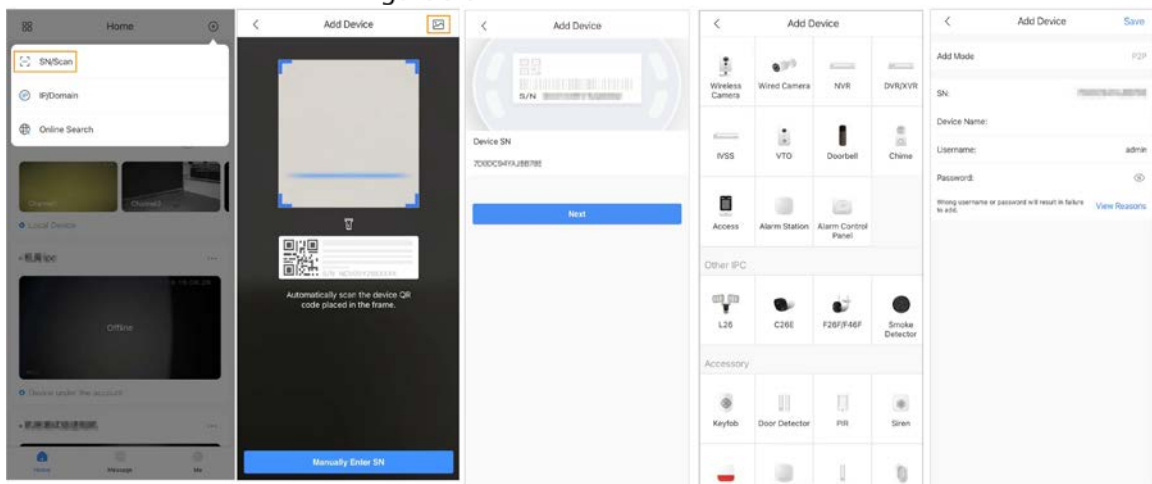 Home
SN/Scan
IP/Domain
Online Search
Channel1
Channel2
Local Device
Offline
Device under the account
Home
Message
Me
Add Device
Automatically scan the device QR
code placed in the frame.
Manually Enter SN
Add Device
S/N
Device SN
Next
Add Device
Wireless
Camera
Wired Camera
NVR
DVR/XVR
IVSS
VTO
Doorbell
Chime
Access
Alarm Station
Alarm Control
Panel
Other IPC
L26
C26E
F26F/F46F
Smoke
Detector
Accessory
Keyfob
Door Detector
PIR
Siren
Add Device
Save
Add Mode
P2P
SN:
Device Name:
Username:
admin
Password:
Wrong username or password will result in failure
to add.
View Reasons